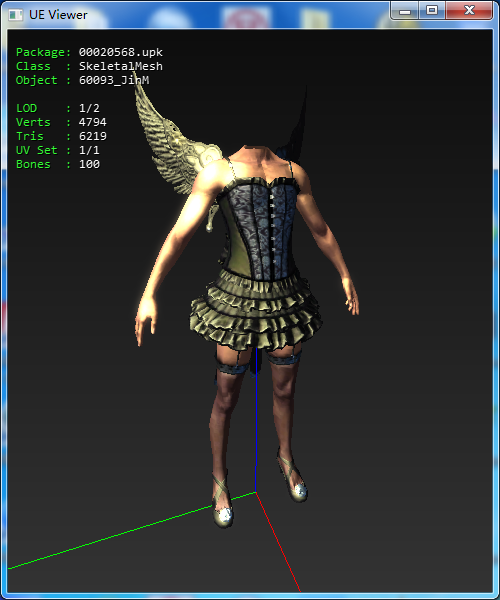 UE Viewer
Package: 00020568.upk
Class : SkeletalMesh
Object : 60093_JinM
LOD : 1/2
Verts : 4794
Tris : 6219
UV Set : 1/1
Bones : 100